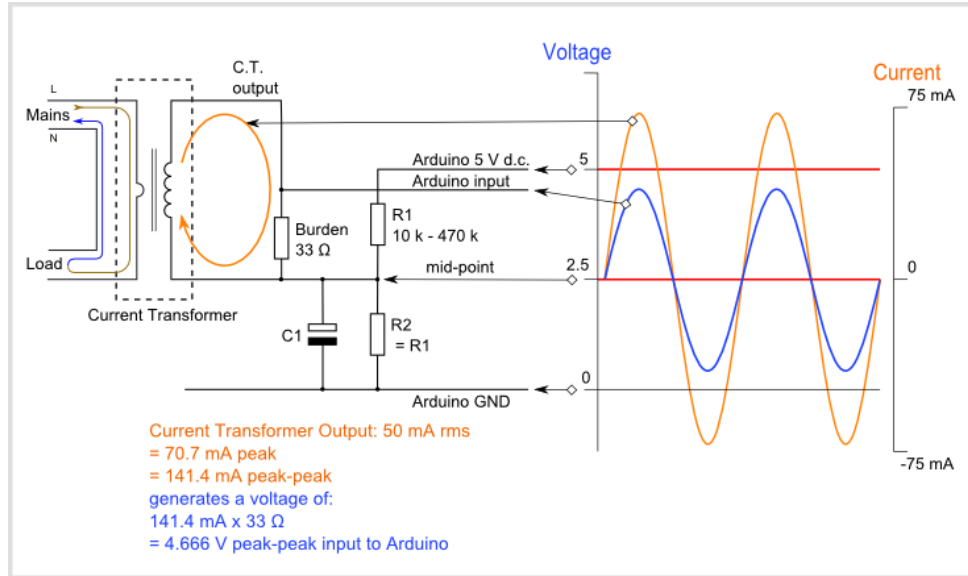 Voltage
Current
C.T.
output
L
Mains
N
Load
Current Transformer
Burden
33 Ω
Arduino 5 V d.c.
Arduino input
R1
10 k - 470 k
mid-point
C1
R2
= R1
Arduino GND
5
2.5
0
75 mA
0
-75 mA
Current Transformer Output: 50 mA rms
= 70.7 mA peak
= 141.4 mA peak-peak
generates a voltage of:
141.4 mA x 33 Ω
= 4.666 V peak-peak input to Arduino